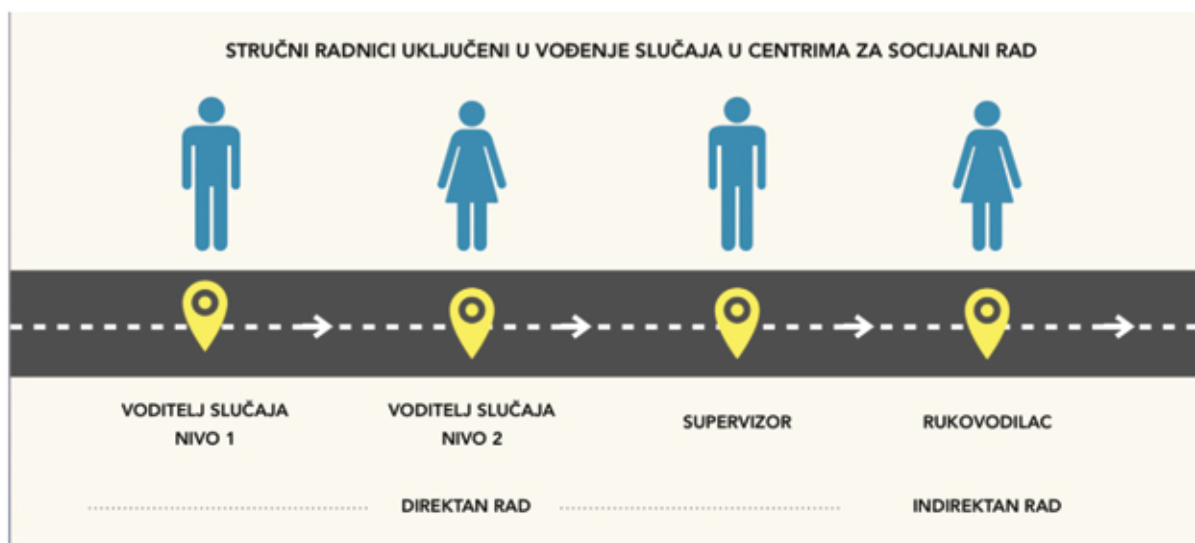 STRUČNI RADNICI UKLJUČENI U VOĐENJE SLUČAJA U CENTRIMA ZA SOCIJALNI RAD
VODITELJ SLUČAJA
NIVO 1
VODITELJ SLUČAJA
NIVO 2
SUPERVIZOR
RUKOVODILAC
DIREKTAN RAD
INDIREKTAN RAD